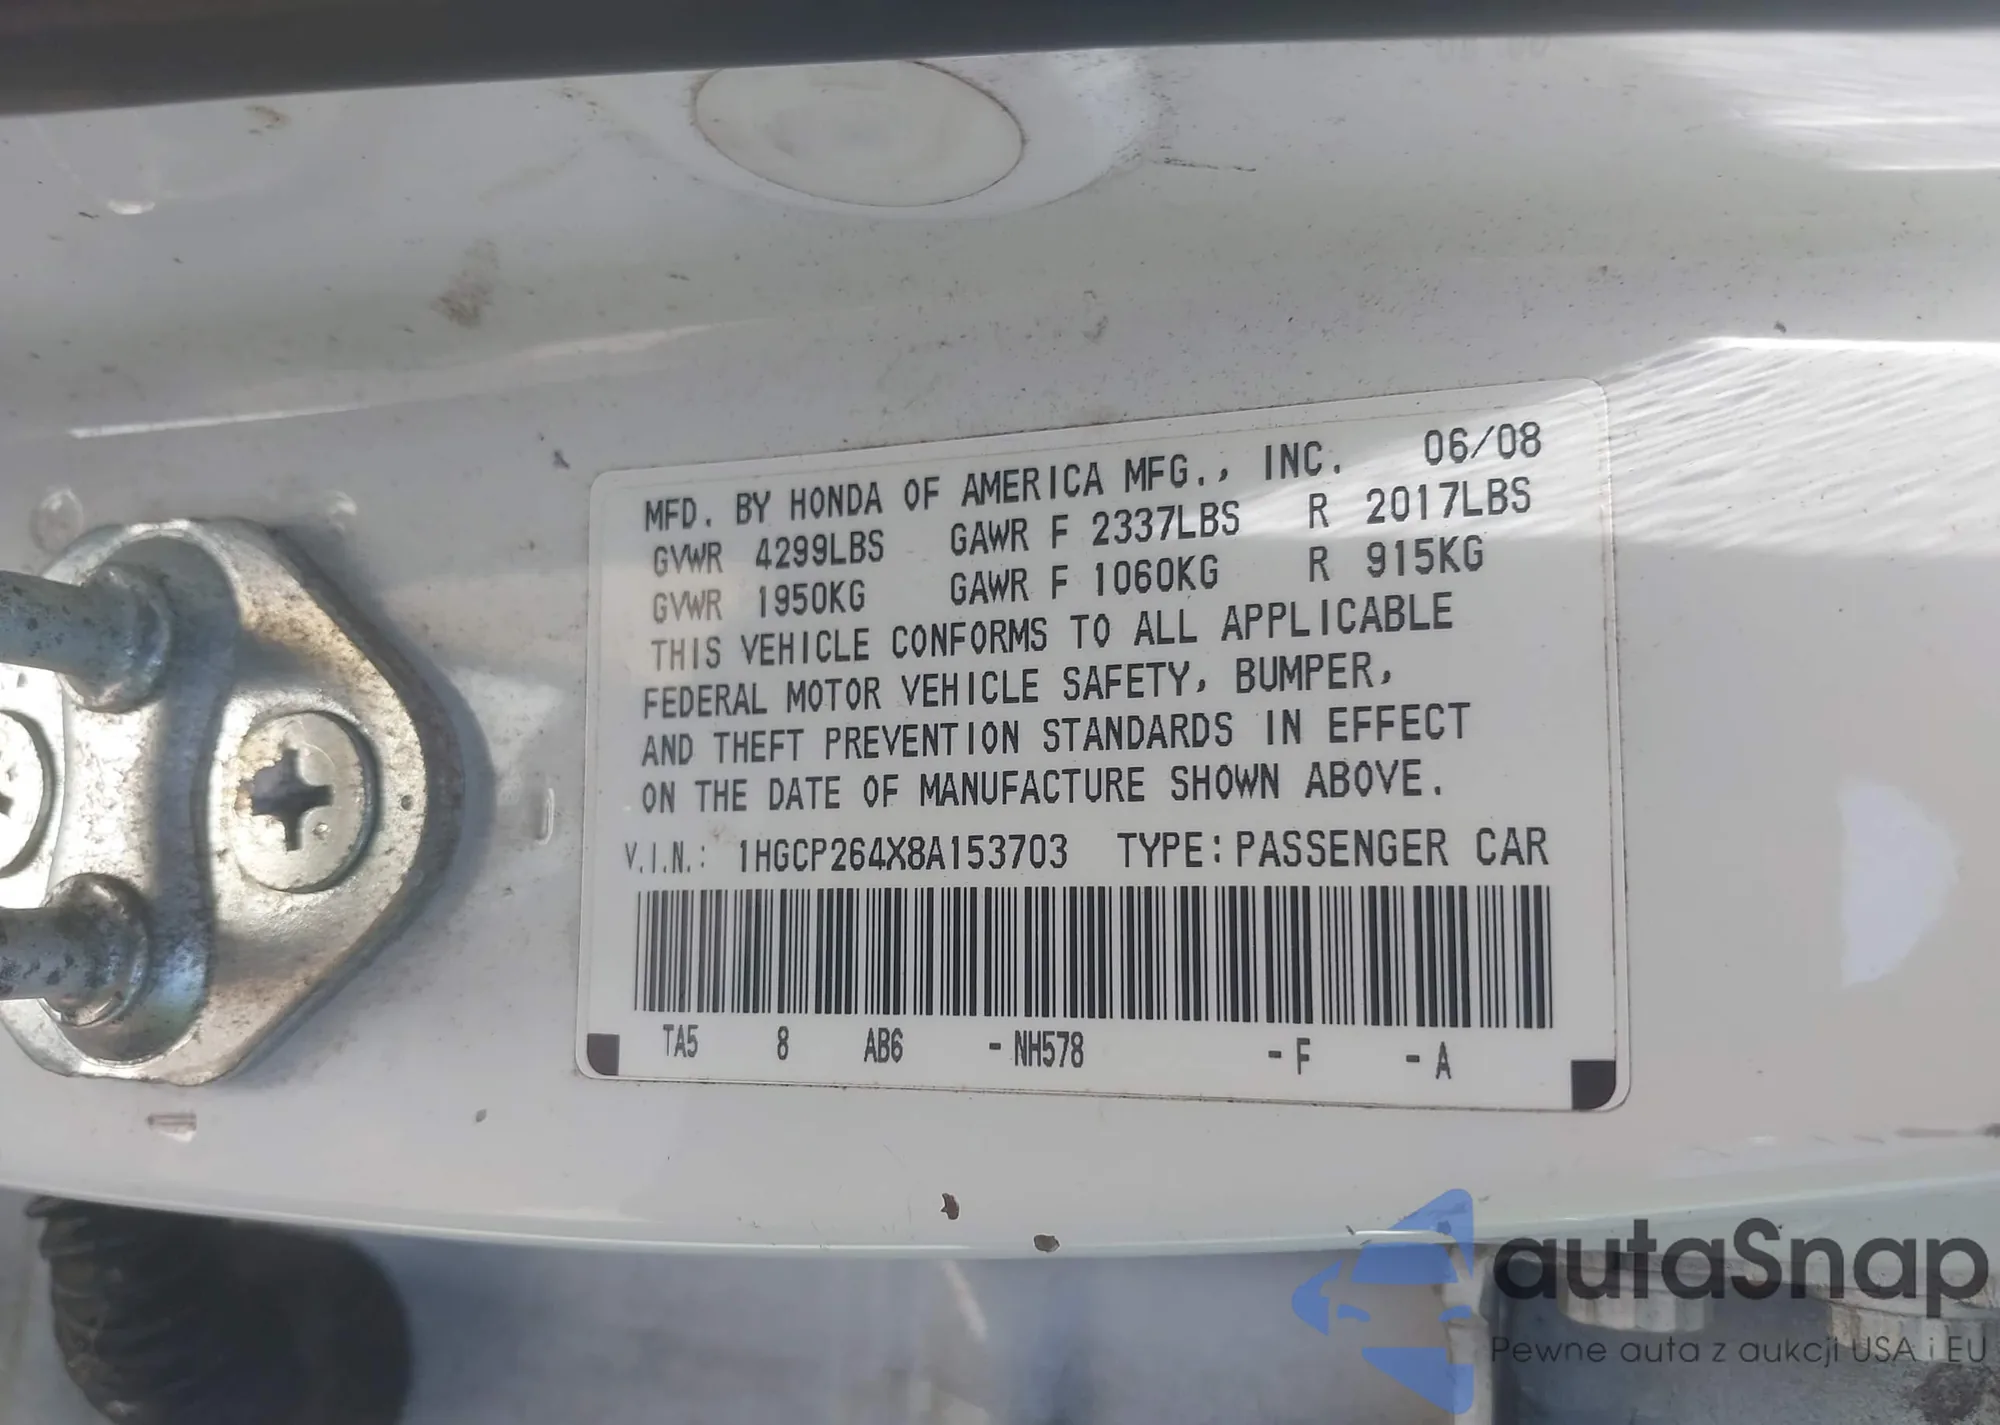 MFD. BY HONDA OF AMERICA MFG., INC. 06/08
GVWR 4299LBS GAWR F 2337LBS R 2017LBS
GVWR 1950KG GAWR F 1060KG R 915KG
THIS VEHICLE CONFORMS TO ALL APPLICABLE
FEDERAL MOTOR VEHICLE SAFETY, BUMPER,
AND THEFT PREVENTION STANDARDS IN EFFECT
ON THE DATE OF MANUFACTURE SHOWN ABOVE.
V.I.N.: 1HGCP264X8A153703 TYPE:PASSENGER CAR
TA5 8 AB6 -NH578 -F -A
autaSnap
Pewne auta z aukcji USA i EU